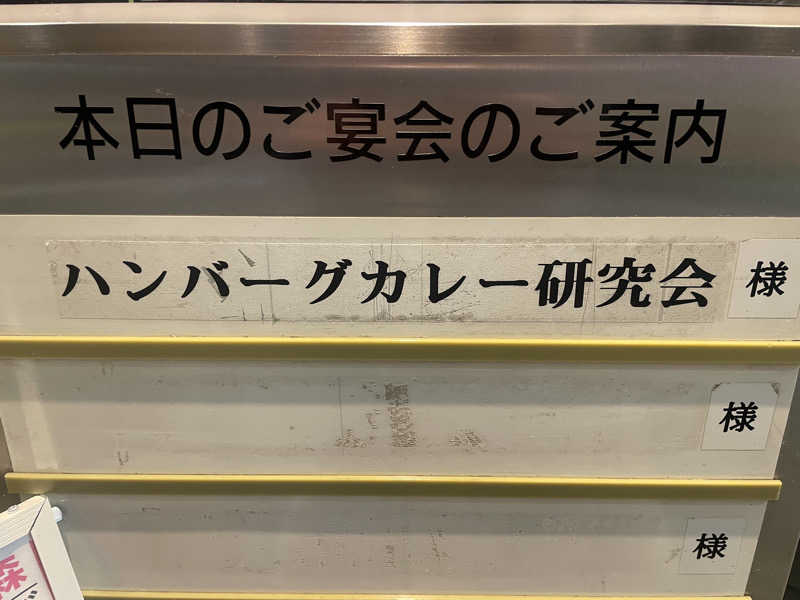 本日のご宴会のご案内
ハンバーグカレー研究会 様
様
様